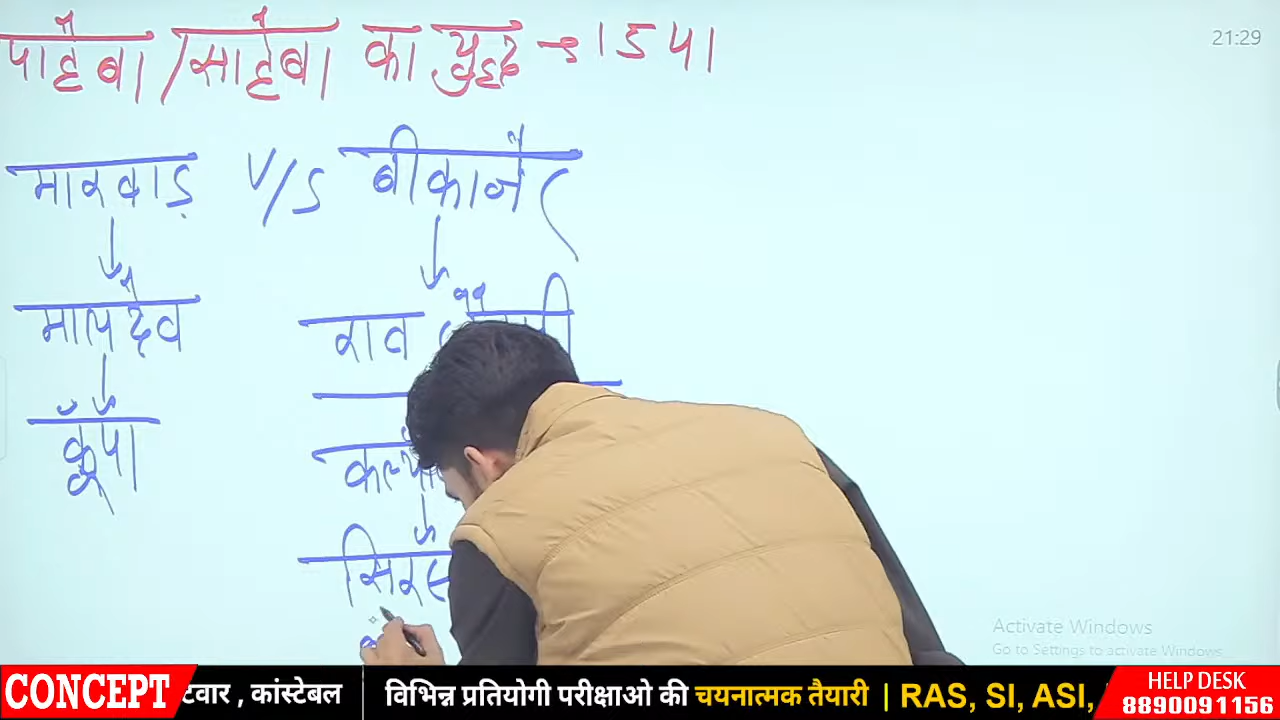 पाहैबा/साहैबा का युद्ध → 1541
21:29
मारवाड़ V/S बीकानेर
मालदेव राव
कूँपा
Activate Windows
Go to Settings to activate Windows.
CONCEPT टवार , कांस्टेबल विभिन्न प्रतियोगी परीक्षाओ की चयनात्मक तैयारी | RAS, SI, ASI, HELP DESK
8890091156